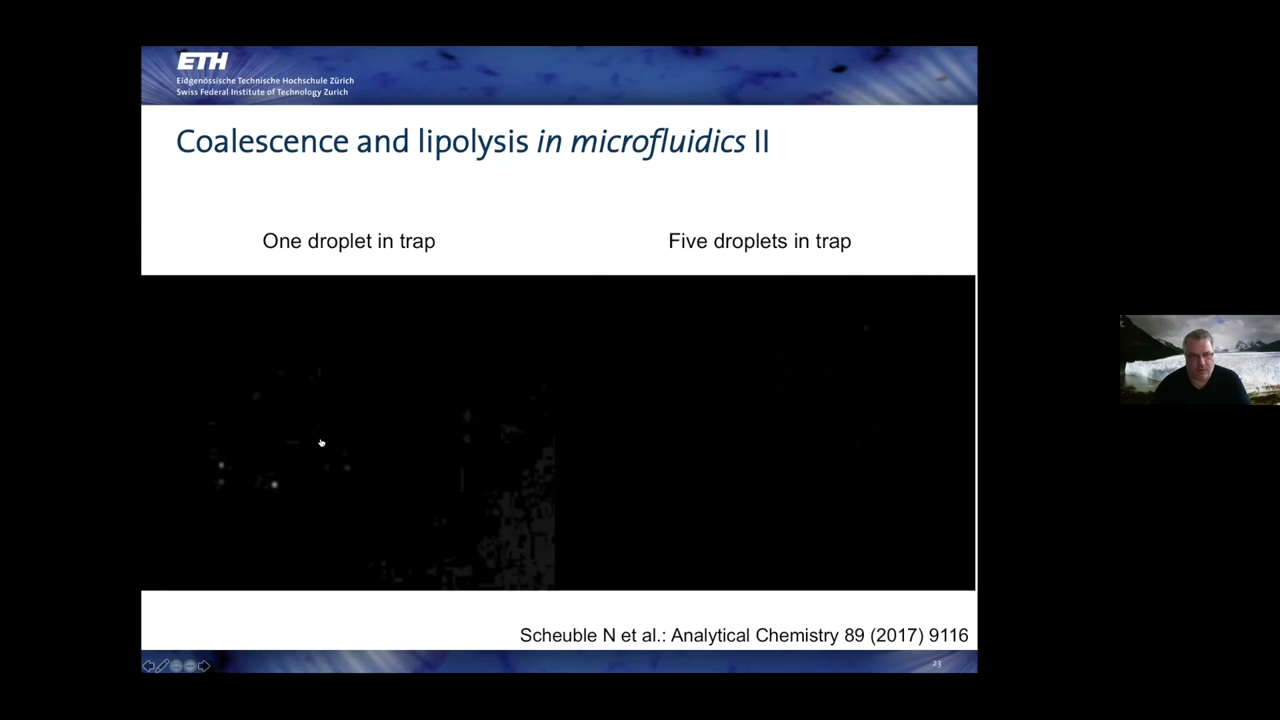 ETH
Eidgenössische Technische Hochschule Zürich
Swiss Federal Institute of Technology Zurich
Coalescence and lipolysis in microfluidics II
One droplet in trap
Five droplets in trap
Scheuble N et al.: Analytical Chemistry 89 (2017) 9116
23